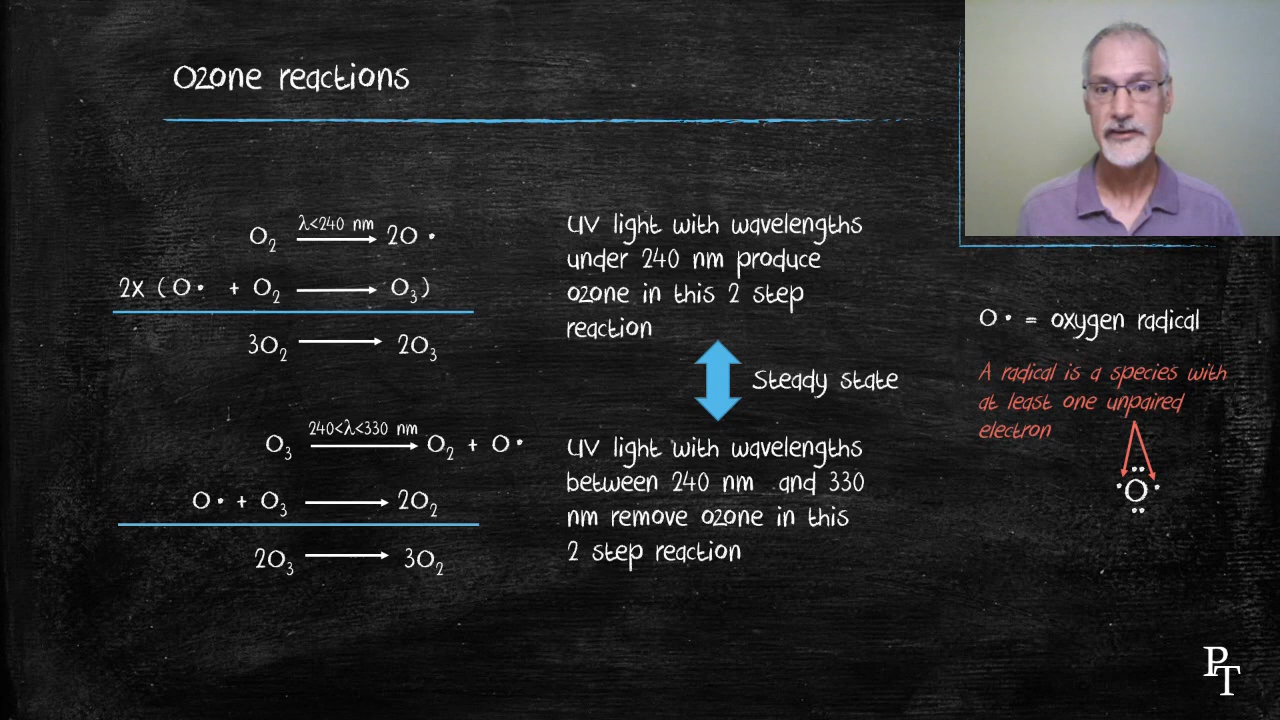 Ozone reactions
λ<240 nm
O₂ ⟶ 2O •
2x (O• + O₂ ⟶ O₃)
3O₂ ⟶ 2O₃
UV light with wavelengths
under 240 nm produce
ozone in this 2 step
reaction
Steady state
240<λ<330 nm
O₃ ⟶ O₂ + O•
O• + O₃ ⟶ 2O₂
2O₃ ⟶ 3O₂
UV light with wavelengths
between 240 nm and 330
nm remove ozone in this
2 step reaction
O• = oxygen radical
A radical is a species with
at least one unpaired
electron
O
PT